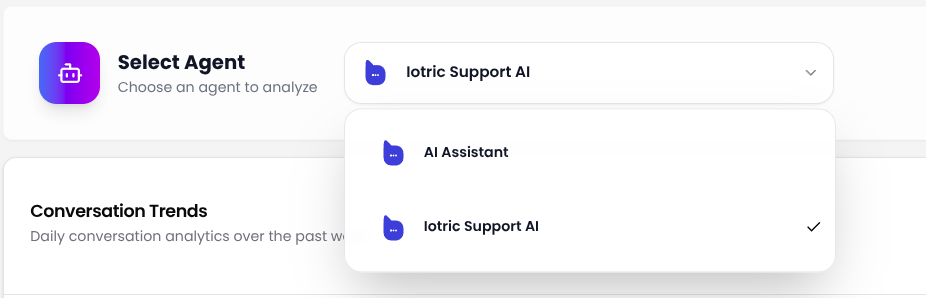 Select Agent
Choose an agent to analyze
Iotric Support AI
AI Assistant
Iotric Support AI
Conversation Trends
Daily conversation analytics over the past